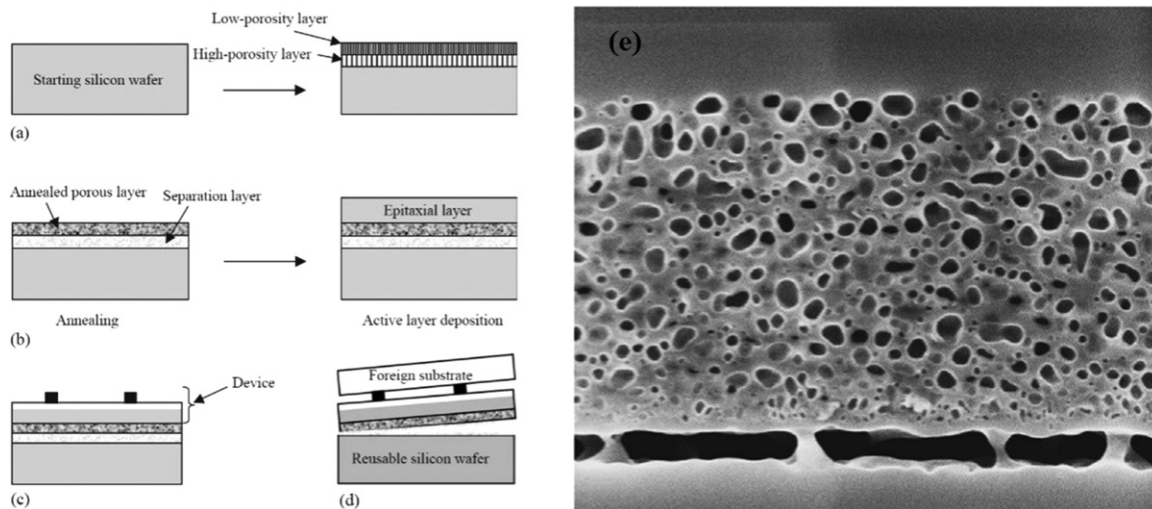 Low-porosity layer
High-porosity layer
Starting silicon wafer
(a)
Annealed porous layer
Separation layer
Epitaxial layer
Annealing
Active layer deposition
(b)
Device
Foreign substrate
Reusable silicon wafer
(c)
(d)
(e)